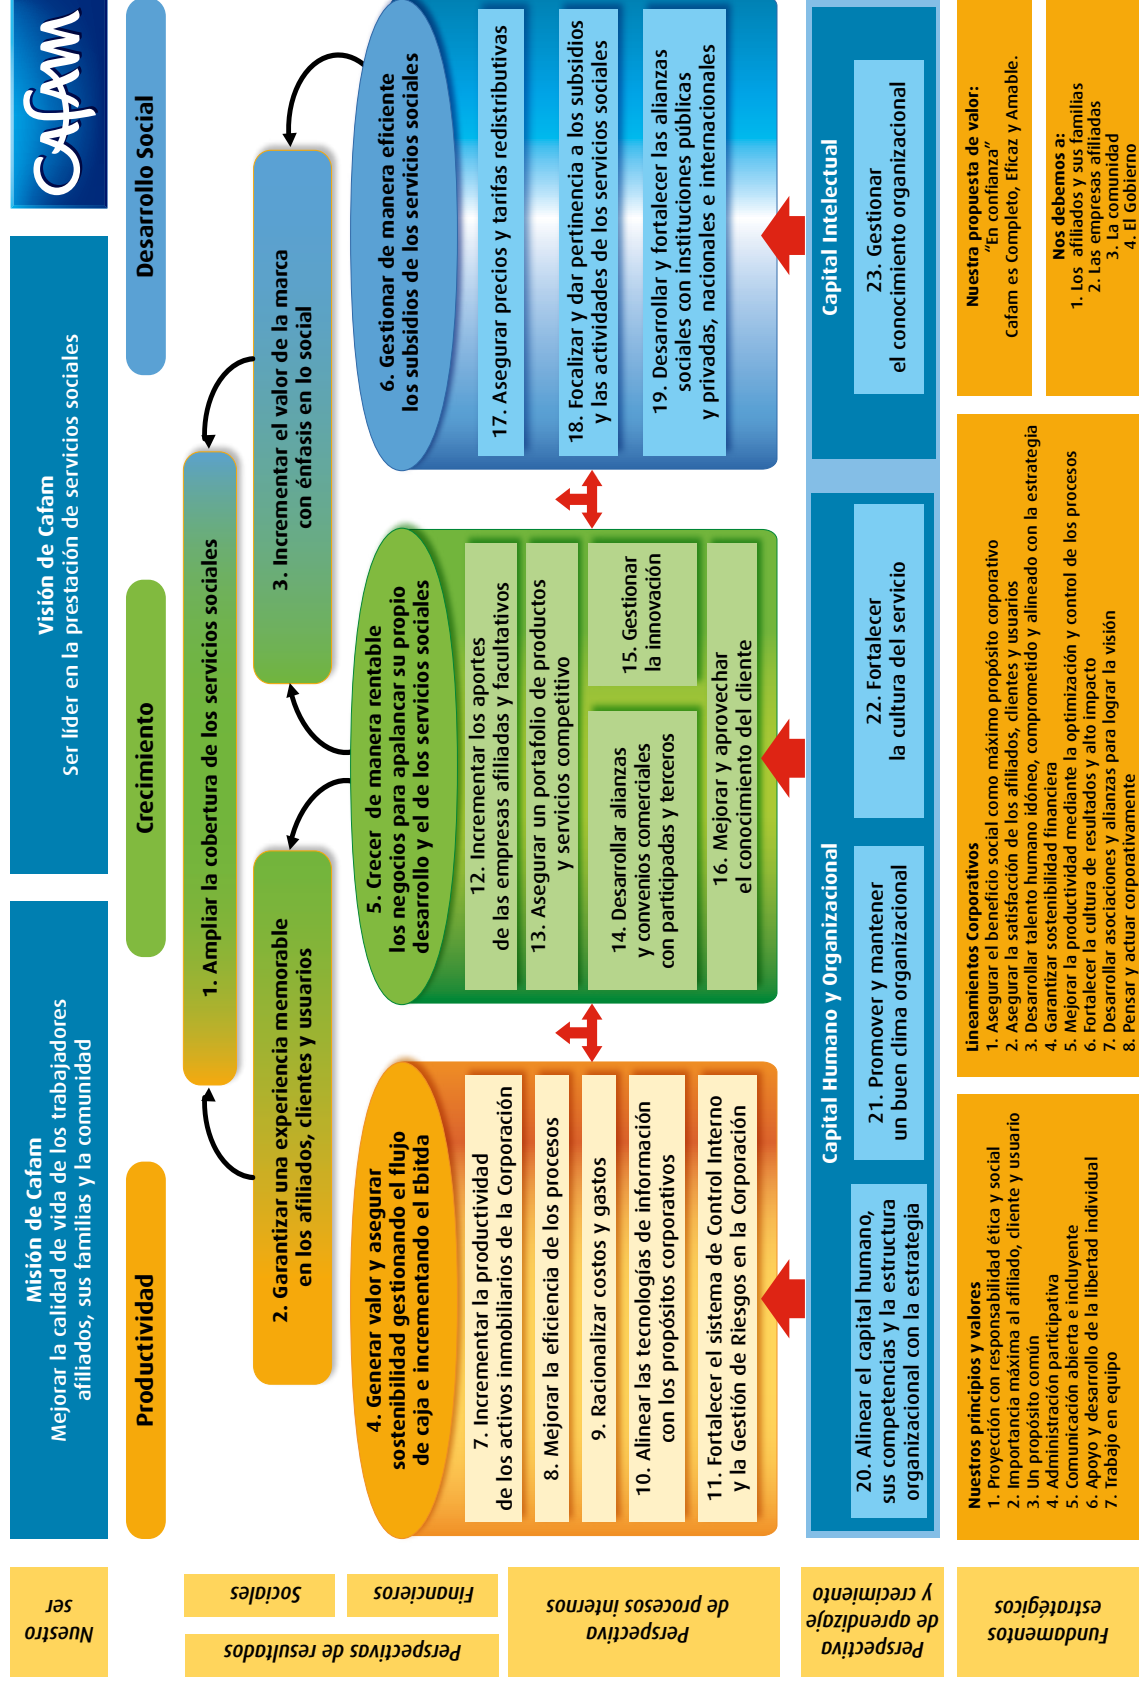 Nuestro
ser
Misión de Cafam
Mejorar la calidad de vida de los trabajadores
afiliados, sus familias y la comunidad
Visión de Cafam
Ser líder en la prestación de servicios sociales
Cafam
Productividad
Crecimiento
Desarrollo Social
Perspectivas de resultados
Sociales
Financieros
1. Ampliar la cobertura de los servicios sociales
2. Garantizar una experiencia memorable
en los afiliados, clientes y usuarios
3. Incrementar el valor de la marca
con énfasis en lo social
4. Generar valor y asegurar
sostenibilidad gestionando el flujo
de caja e incrementando el Ebitda
5. Crecer de manera rentable
los negocios para apalancar su propio
desarrollo y el de los servicios sociales
6. Gestionar de manera eficiente
los subsidios de los servicios sociales
Perspectiva
de procesos internos
7. Incrementar la productividad
de los activos inmobiliarios de la Corporación
8. Mejorar la eficiencia de los procesos
9. Racionalizar costos y gastos
10. Alinear las tecnologías de información
con los propósitos corporativos
11. Fortalecer el sistema de Control Interno
y la Gestión de Riesgos en la Corporación
12. Incrementar los aportes
de las empresas afiliadas y facultativos
13. Asegurar un portafolio de productos
y servicios competitivo
14. Desarrollar alianzas
y convenios comerciales
con participadas y terceros
15. Gestionar
la innovación
16. Mejorar y aprovechar
el conocimiento del cliente
17. Asegurar precios y tarifas redistributivas
18. Focalizar y dar pertinencia a los subsidios
y las actividades de los servicios sociales
19. Desarrollar y fortalecer las alianzas
sociales con instituciones públicas
y privadas, nacionales e internacionales
Perspectiva
de aprendizaje
y crecimiento
Capital Humano y Organizacional
20. Alinear el capital humano,
sus competencias y la estructura
organizacional con la estrategia
21. Promover y mantener
un buen clima organizacional
22. Fortalecer
la cultura del servicio
Capital Intelectual
23. Gestionar
el conocimiento organizacional
Fundamentos
estratégicos
Nuestros principios y valores
1. Proyección con responsabilidad ética y social
2. Importancia máxima al afiliado, cliente y usuario
3. Un propósito común
4. Administración participativa
5. Comunicación abierta e incluyente
6. Apoyo y desarrollo de la libertad individual
7. Trabajo en equipo
Lineamientos Corporativos
1. Asegurar el beneficio social como máximo propósito corporativo
2. Asegurar la satisfacción de los afiliados, clientes y usuarios
3. Desarrollar talento humano idóneo, comprometido y alineado con la estrategia
4. Garantizar sostenibilidad financiera
5. Mejorar la productividad mediante la optimización y control de los procesos
6. Fortalecer la cultura de resultados y alto impacto
7. Desarrollar asociaciones y alianzas para lograr la visión
8. Pensar y actuar corporativamente
Nuestra propuesta de valor:
"En confianza"
Cafam es Completo, Eficaz y Amable.
Nos debemos a:
1. Los afiliados y sus familias
2. Las empresas afiliadas
3. La comunidad
4. El Gobierno